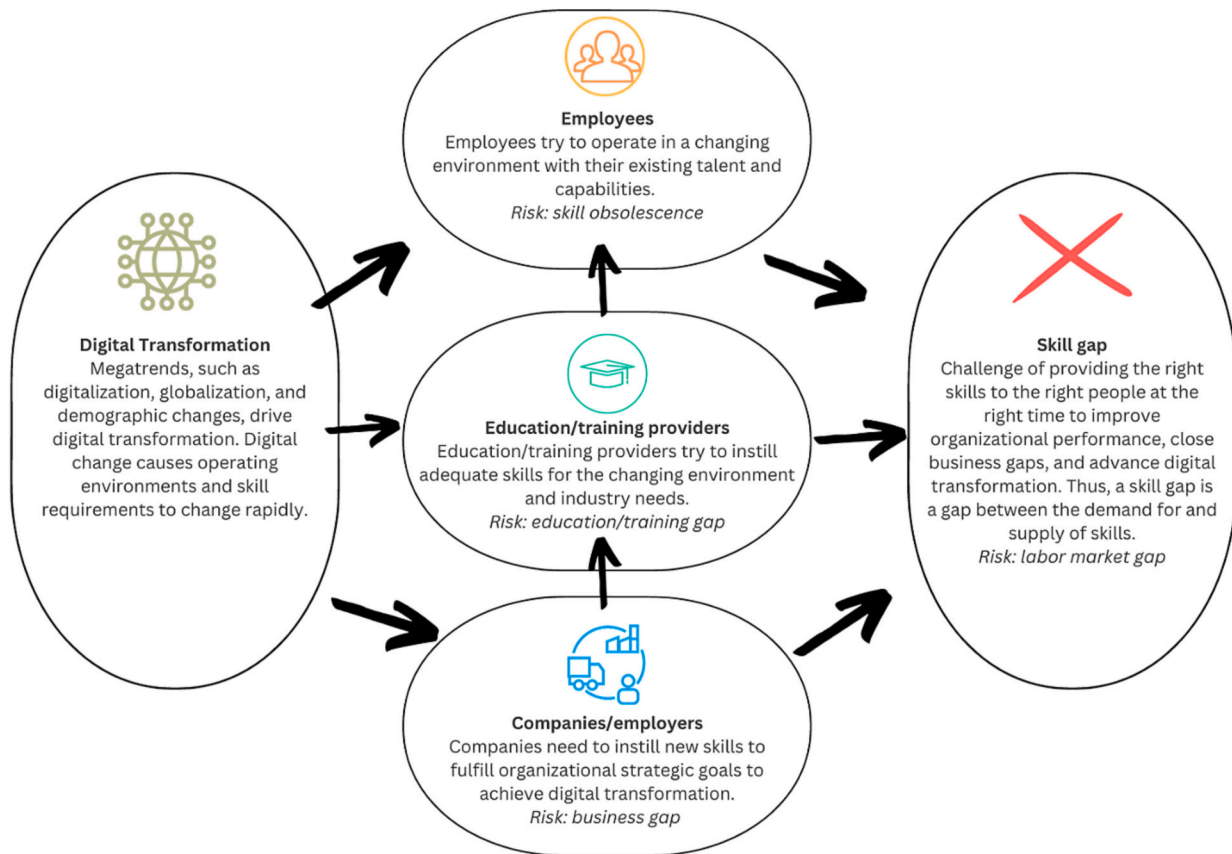 Employees
Employees try to operate in a changing
environment with their existing talent and
capabilities.
Risk: skill obsolescence
Digital Transformation
Megatrends, such as
digitalization, globalization, and
demographic changes, drive
digital transformation. Digital
change causes operating
environments and skill
requirements to change rapidly.
Education/training providers
Education/training providers try to instill
adequate skills for the changing environment
and industry needs.
Risk: education/training gap
Companies/employers
Companies need to instill new skills to
fulfill organizational strategic goals to
achieve digital transformation.
Risk: business gap
Skill gap
Challenge of providing the right
skills to the right people at the
right time to improve
organizational performance, close
business gaps, and advance digital
transformation. Thus, a skill gap is
a gap between the demand for and
supply of skills.
Risk: labor market gap